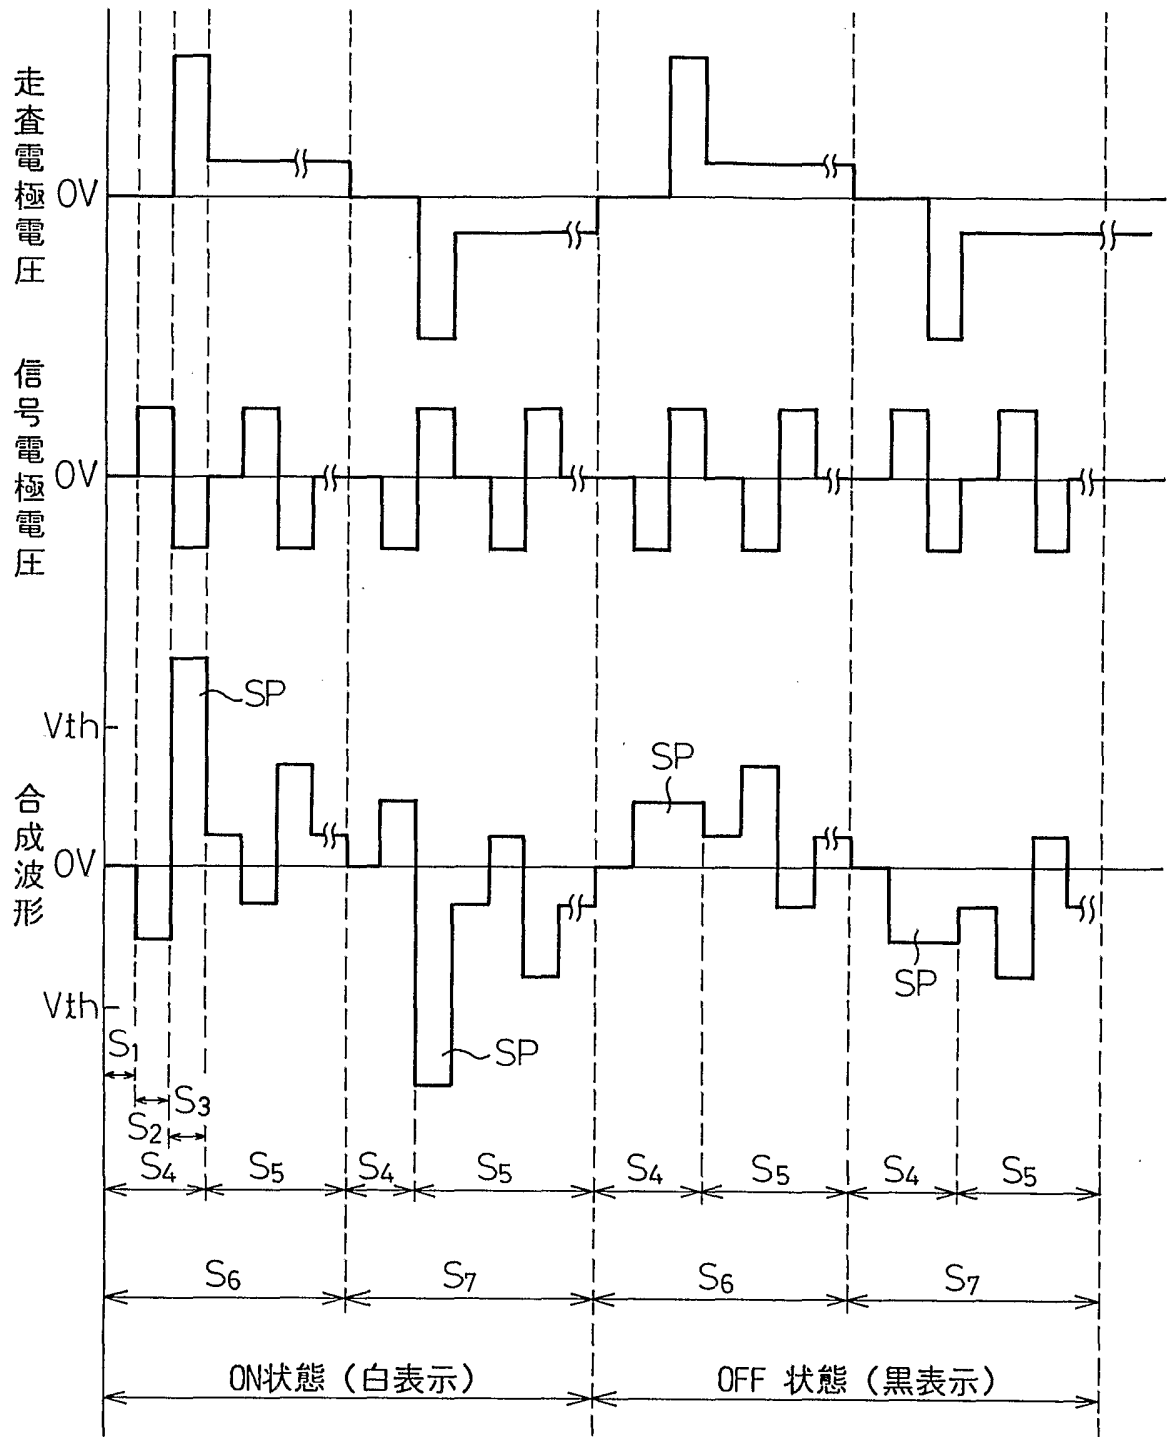 走査電極電圧
0V
信号電極電圧
0V
SP
Vth
SP
合成波形
0V
SP
Vth
SP
S1
S3
S2
S4 S5 S4 S5 S4 S5 S4 S5
S6 S7 S6 S7
ON状態（白表示） OFF 状態（黒表示）